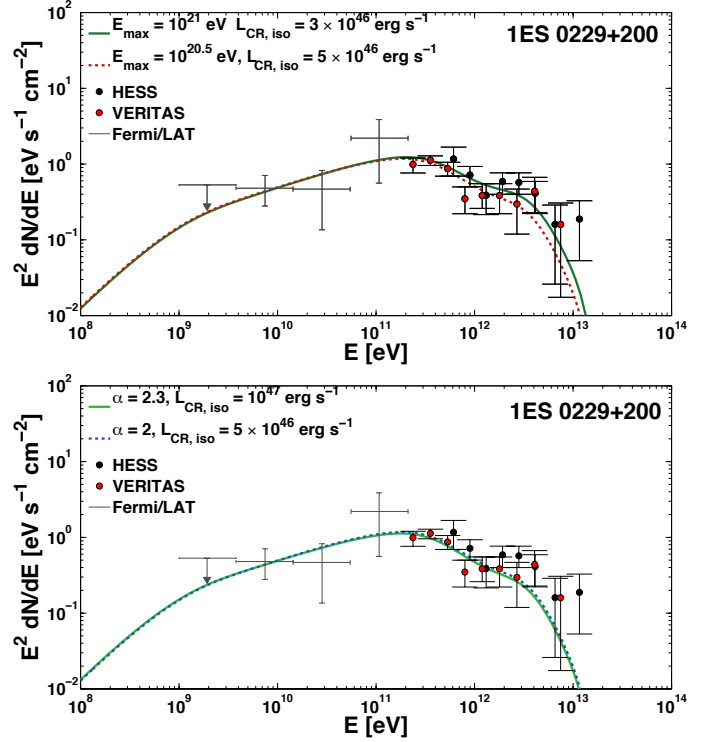 E_max = 10^21 eV L_CR, iso = 3 × 10^46 erg s^−1
1ES 0229+200
E_max = 10^20.5 eV, L_CR, iso = 5 × 10^46 erg s^−1
HESS
VERITAS
Fermi/LAT
E^2 dN/dE [eV s^−1 cm^−2]
10^2
10^1
10^0
10^−1
10^−2
10^8 10^9 10^10 10^11 10^12 10^13 10^14
E [eV]
α = 2.3, L_CR, iso = 10^47 erg s^−1
1ES 0229+200
α = 2, L_CR, iso = 5 × 10^46 erg s^−1
HESS
VERITAS
Fermi/LAT
E^2 dN/dE [eV s^−1 cm^−2]
10^2
10^1
10^0
10^−1
10^−2
10^8 10^9 10^10 10^11 10^12 10^13 10^14
E [eV]